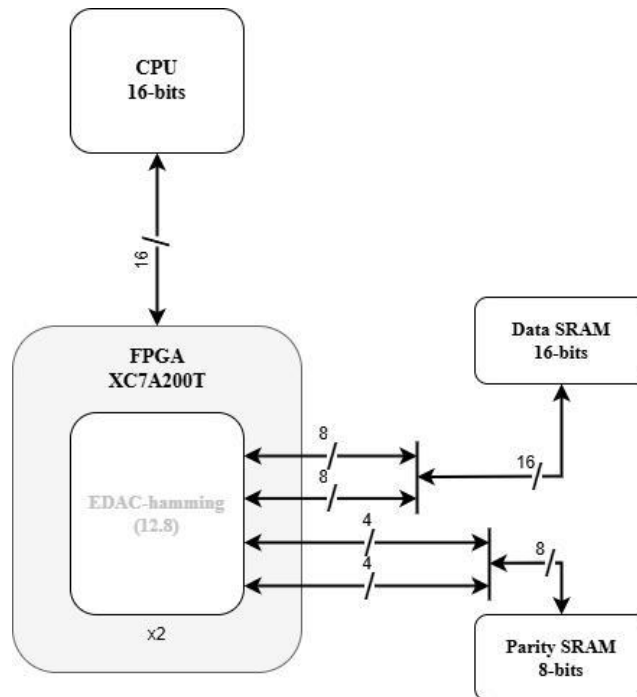 CPU
16-bits
16
FPGA
XC7A200T
Data SRAM
16-bits
8
8
16
EDAC-hamming
(12.8)
4
4
8
x2
Parity SRAM
8-bits